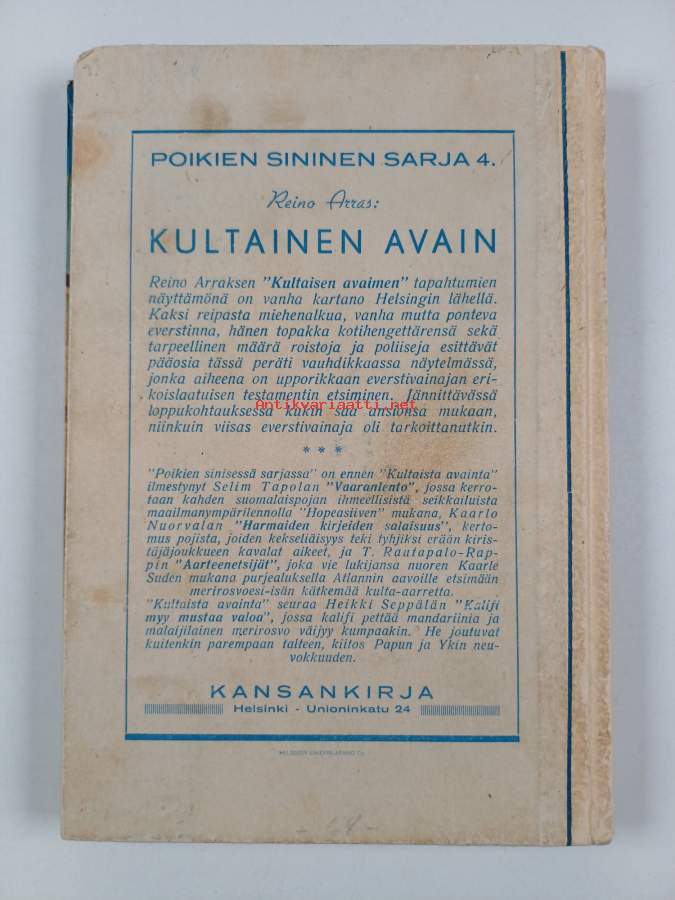 POIKIEN SININEN SARJA 4.
Reino Arras:
KULTAINEN AVAIN
Reino Arraksen "Kultaisen avaimen" tapahtumien
näyttämönä on vanha kartano Helsingin lähellä.
Kaksi reipasta miehenalkua, vanha mutta ponteva
everstinna, hänen topakka kotihengettärensä sekä
tarpeellinen määrä roistoja ja poliiseja esittävät
pääosia tässä peräti vauhdikkaassa näytelmässä,
jonka aiheena on upporikkaan everstivainajan eri-
koislaatuisen testamentin etsiminen. Jännittävässä
Antikvariaatti.net
loppukohtauksessa kukin saa ansionsa mukaan,
niinkuin viisas everstivainaja oli tarkoittanutkin.
* * *
"Poikien sinisessä sarjassa" on ennen "Kultaista avainta"
ilmestynyt Selim Tapolan "Vaaranlento", jossa kerro-
taan kahden suomalaispojan ihmeellisistä seikkailuista
maailmanympärilennolla "Hopeasiiven" mukana, Kaarlo
Nuorvalan "Harmaiden kirjeiden salaisuus", kerto-
mus pojista, joiden kekseliäisyys teki tyhjiksi erään kiris-
täjäjoukkueen kavalat aikeet, ja T. Rautapalo-Rap-
pin "Aarteenetsijät", joka vie lukijansa nuoren Kaarle
Suden mukana purjealuksella Atlannin aavoille etsimään
merirosvoesi-isän kätkemää kulta-aarretta.
"Kultaista avainta" seuraa Heikki Seppälän "Kalifi
myy mustaa valoa", jossa kalifi pettää mandariinia ja
malaijilainen merirosvo väijyy kumpaakin. He joutuvat
kuitenkin parempaan talteen, kiitos Papun ja Ykin neu-
vokkuuden.
KANSANKIRJA
Helsinki - Unioninkatu 24